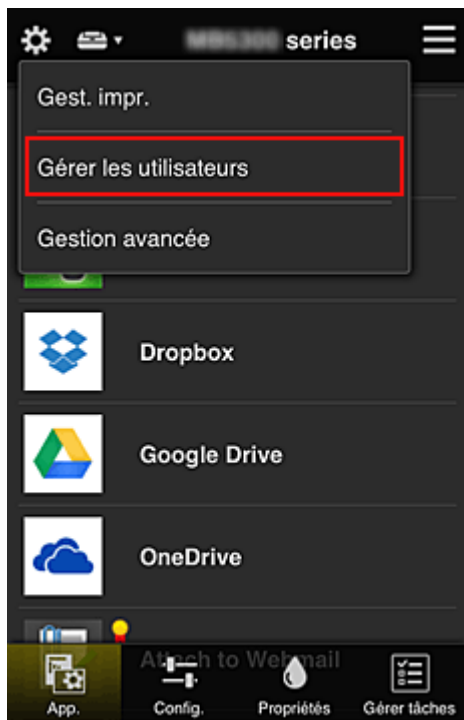 series
Gest. impr.
Gérer les utilisateurs
Gestion avancée
Dropbox
Google Drive
OneDrive
Attach to Webmail
App.
Config.
Propriétés
Gérer tâches